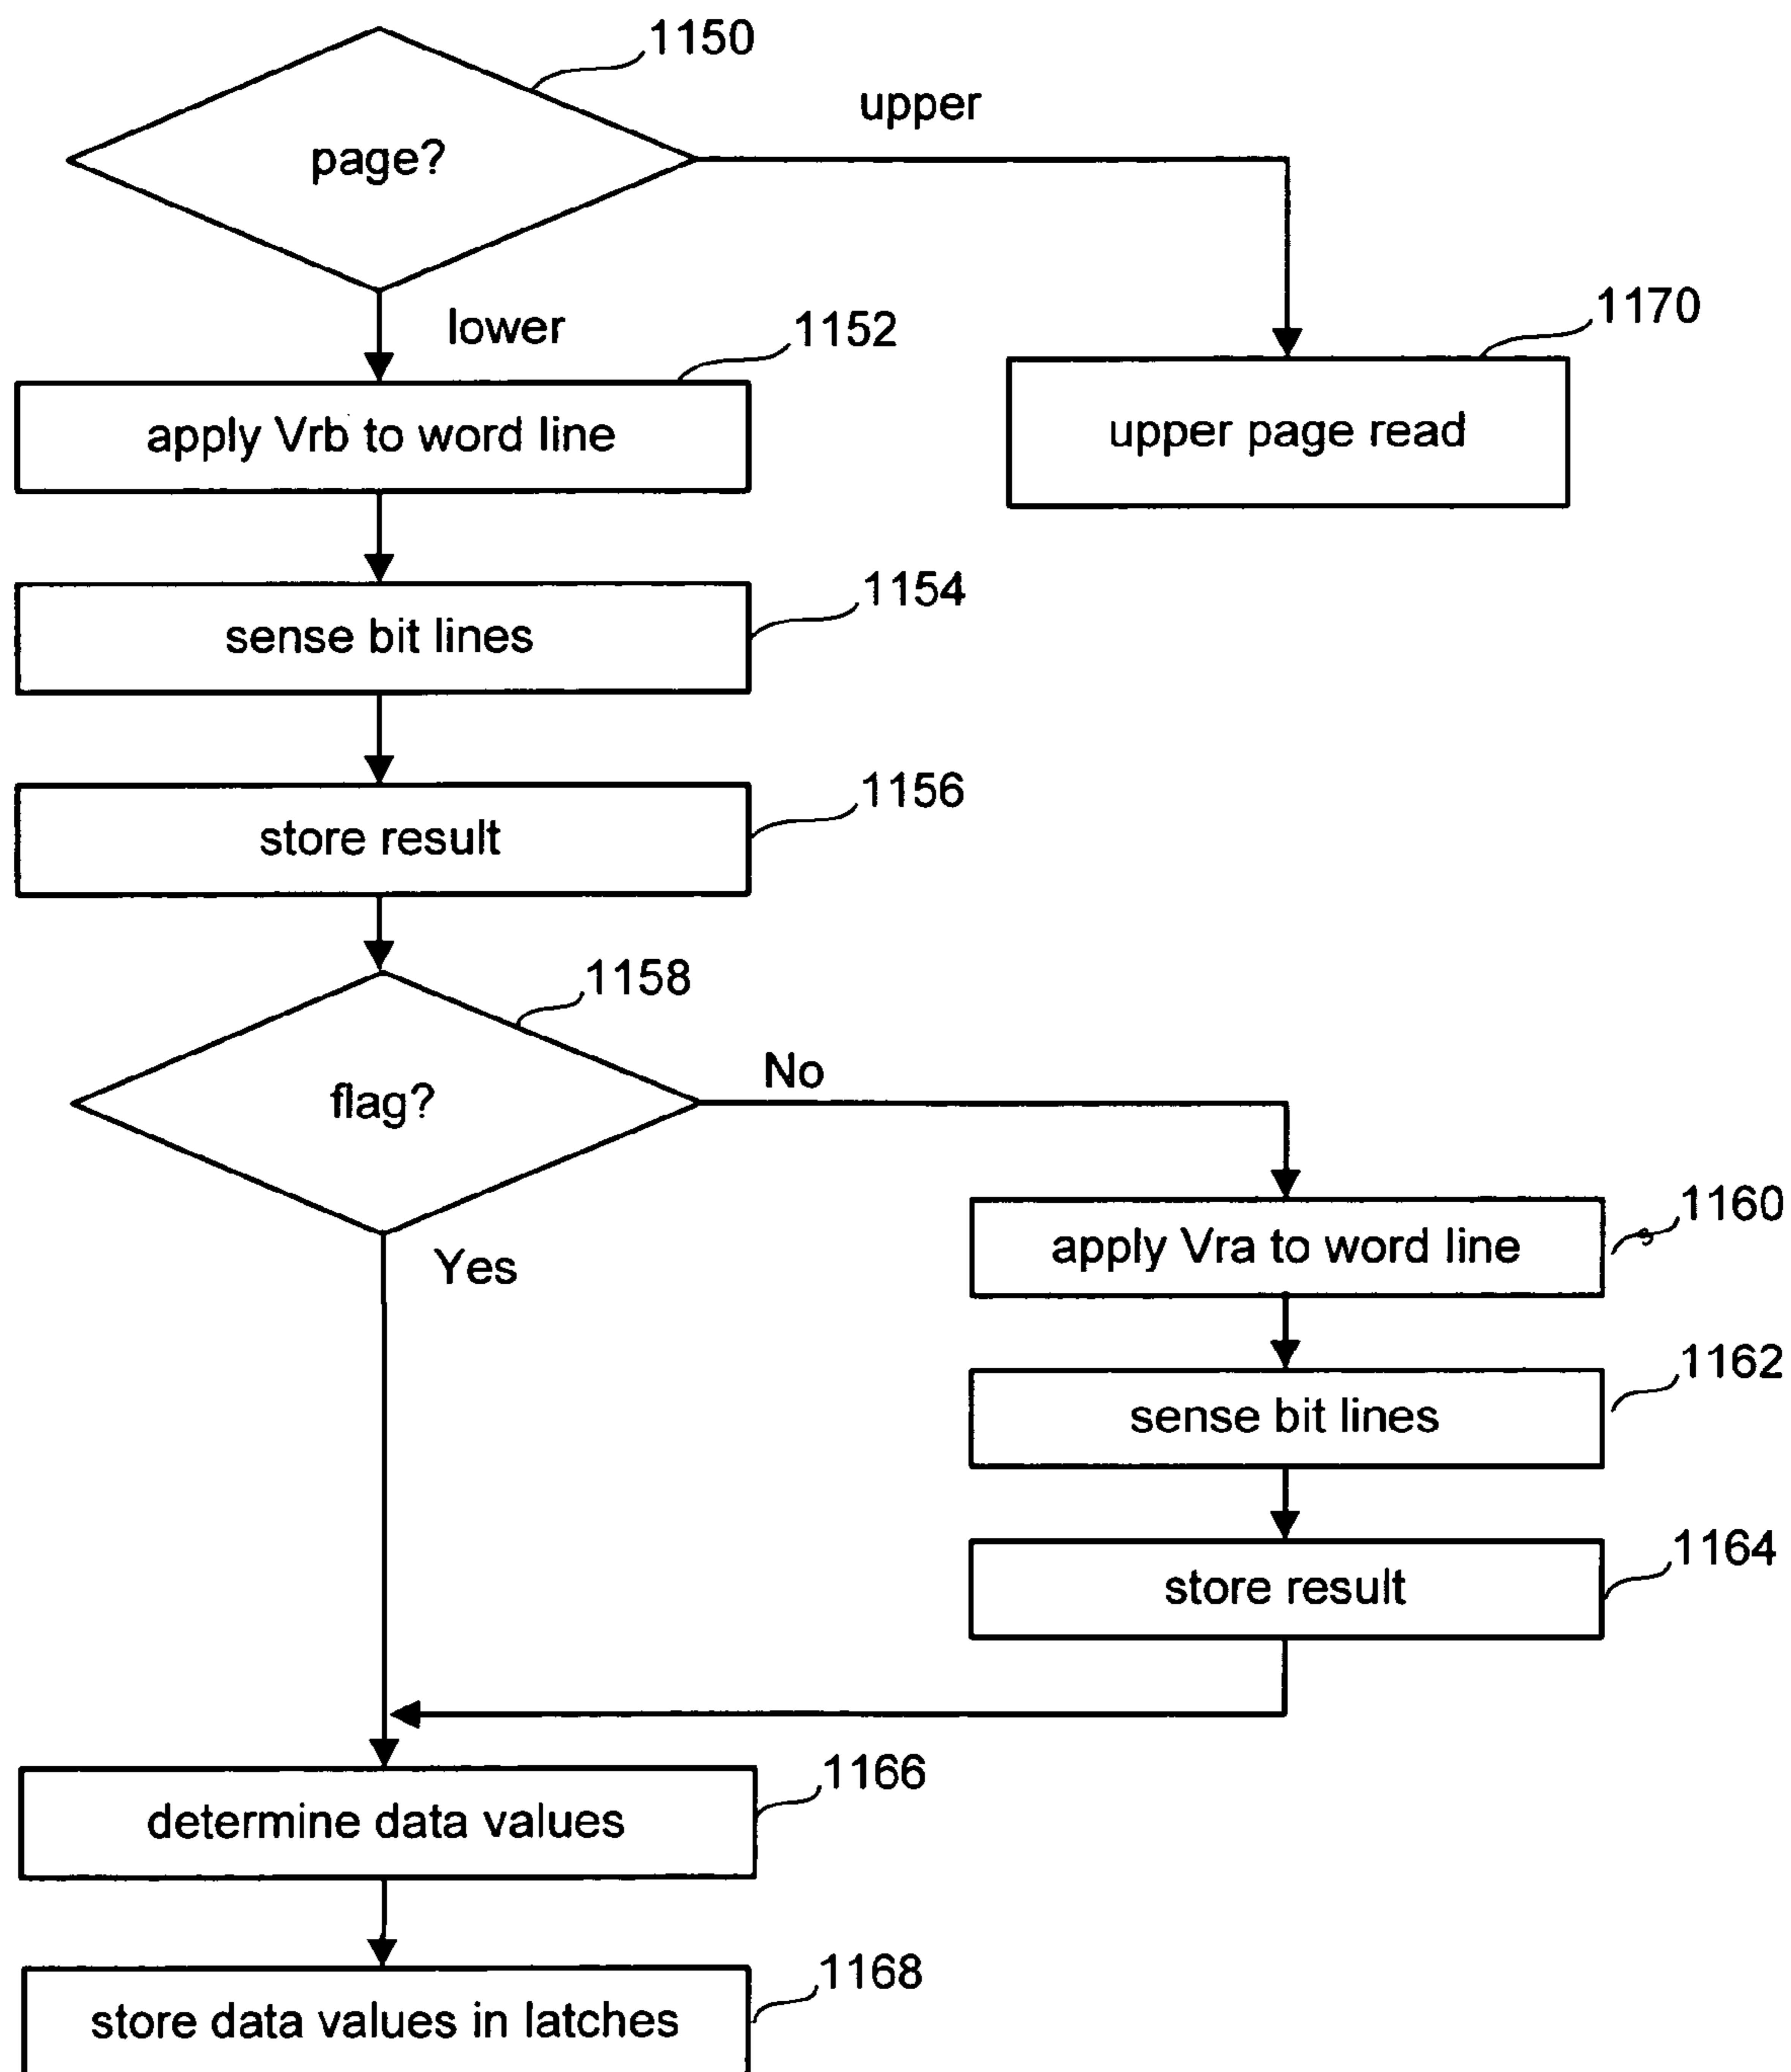 1150
upper
page?
lower
1152
1170
apply Vrb to word line
upper page read
1154
sense bit lines
1156
store result
1158
No
flag?
1160
apply Vra to word line
Yes
1162
sense bit lines
1164
store result
1166
determine data values
1168
store data values in latches